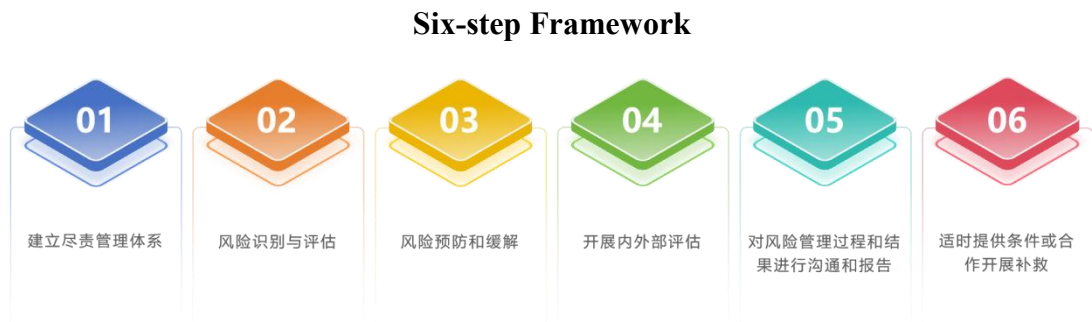 Six-step Framework
01
02
03
04
05
06
建立尽责管理体系
风险识别与评估
风险预防和缓解
开展内外部评估
对风险管理过程和结
果进行沟通和报告
适时提供条件或合
作开展补救